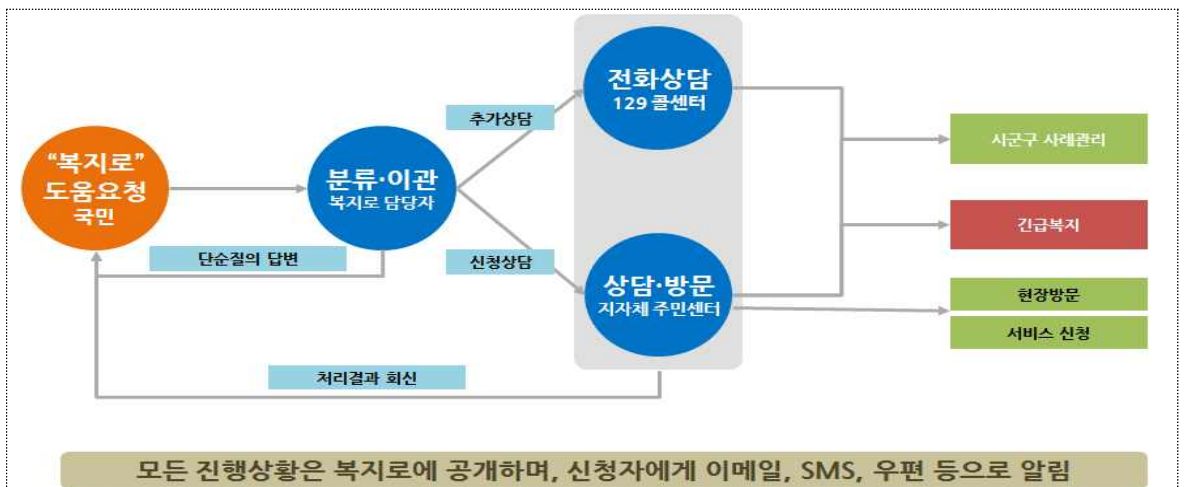 “복지로”
도움요청
국민
분류·이관
복지로 담당자
추가상담
신청상담
단순질의 답변
전화상담
129 콜센터
상담·방문
지자체 주민센터
처리결과 회신
시군구 사례관리
긴급복지
현장방문
서비스 신청
모든 진행상황은 복지로에 공개하며, 신청자에게 이메일, SMS, 우편 등으로 알림